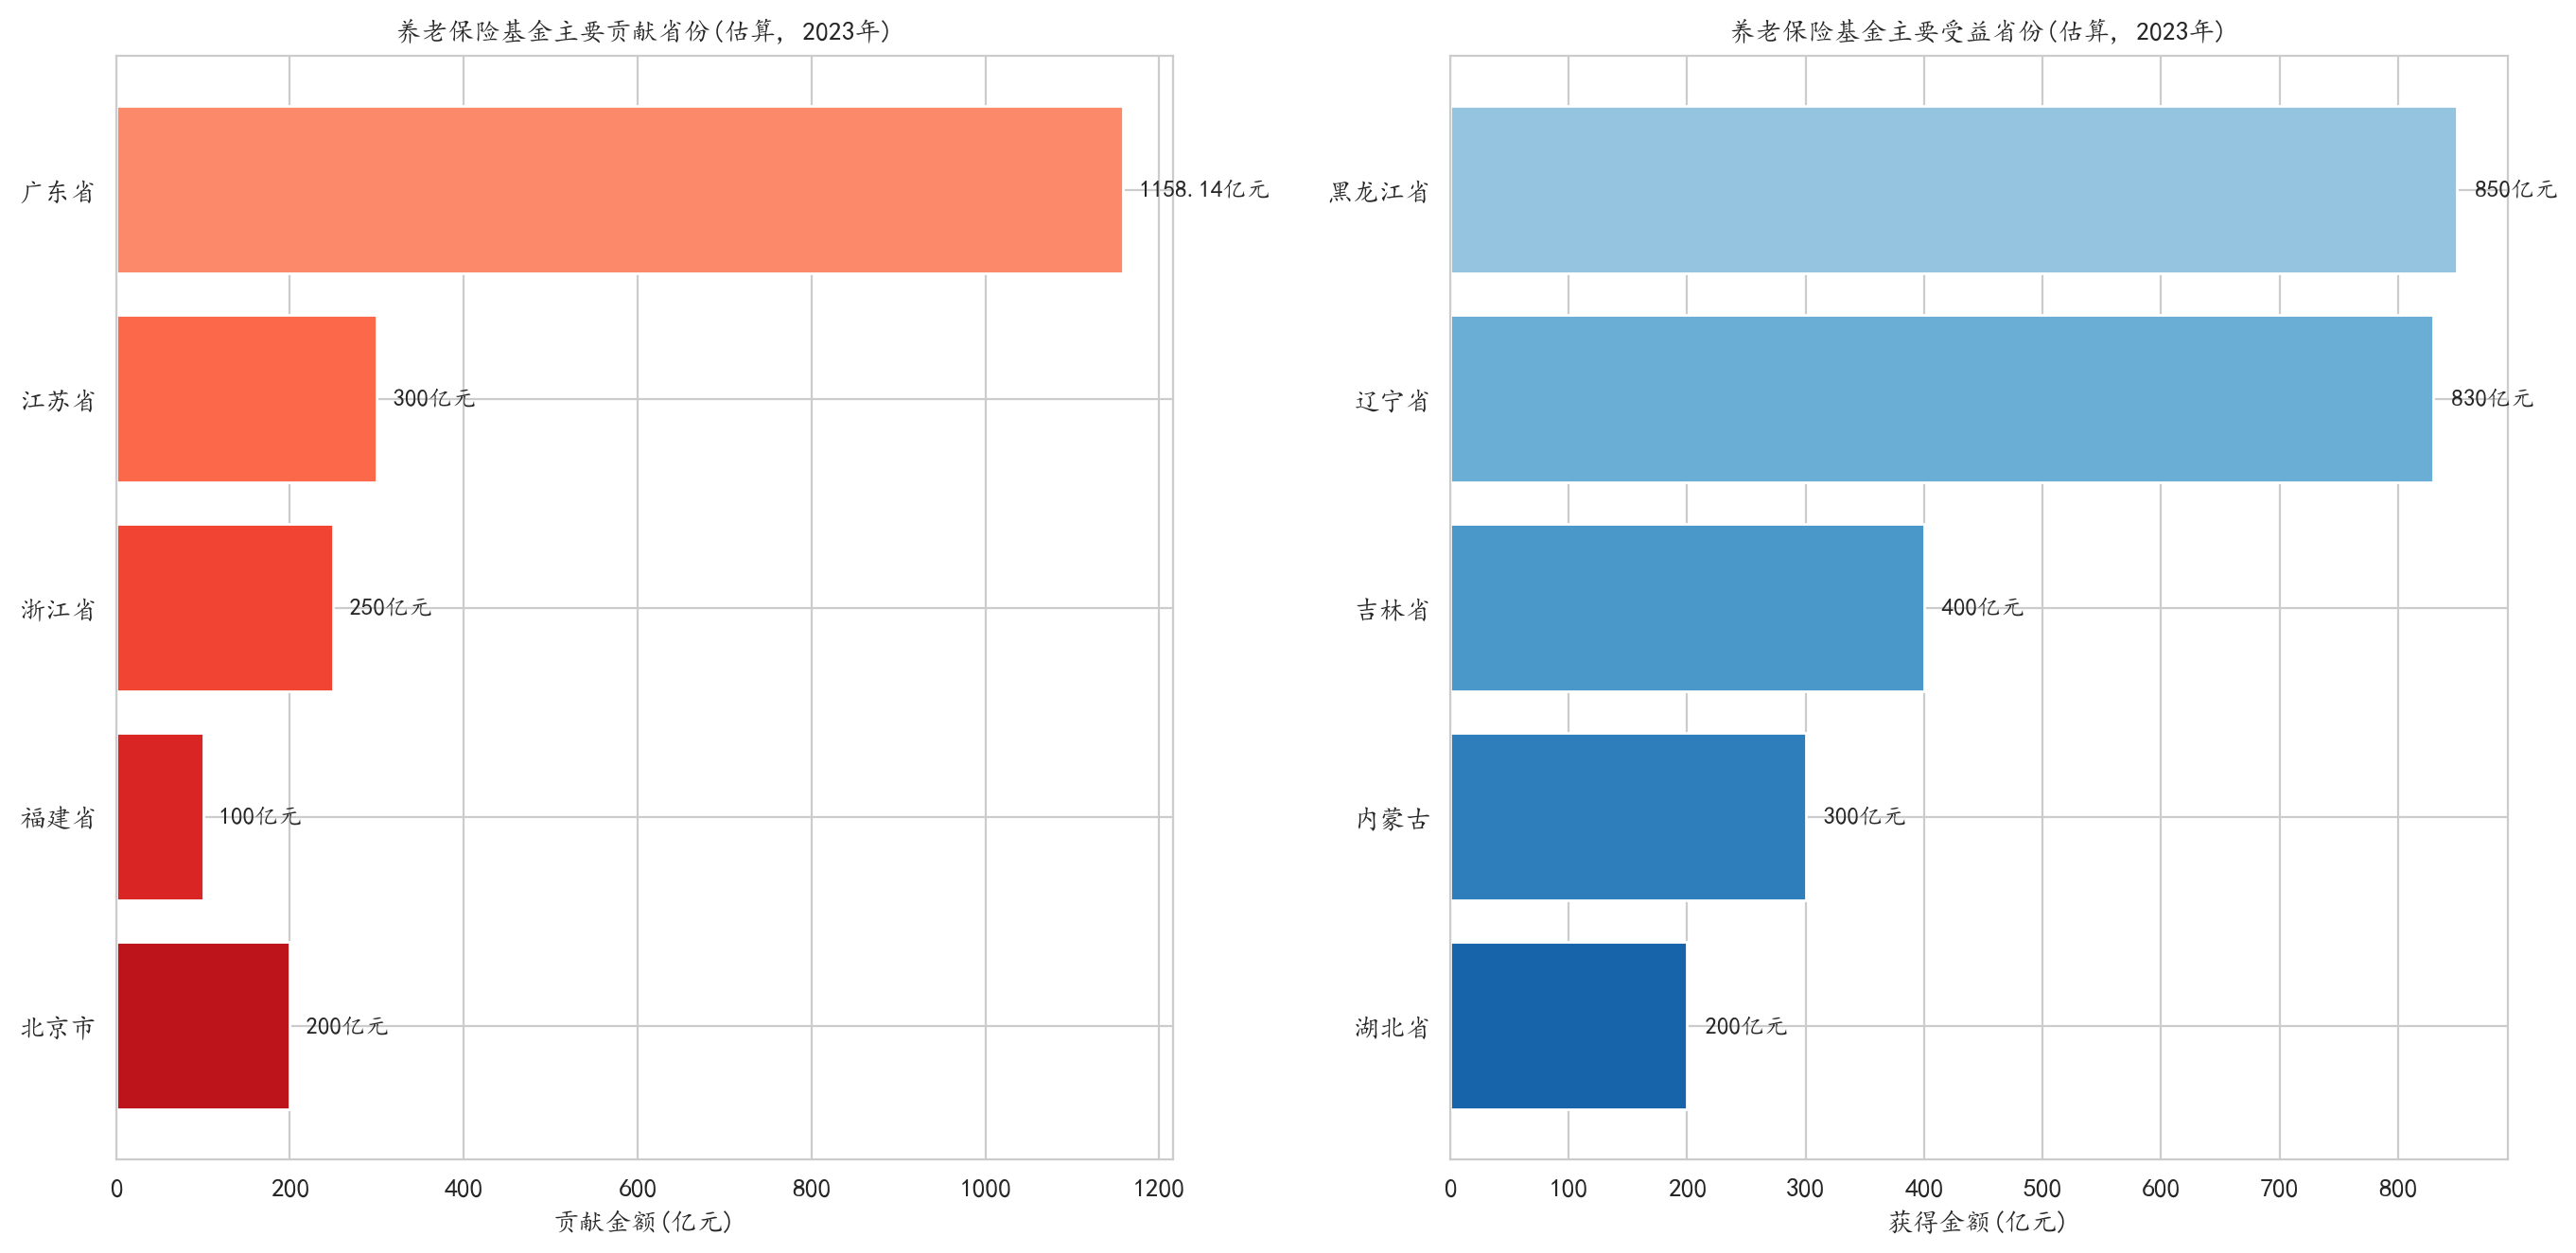 养老保险基金主要贡献省份(估算, 2023年)
广东省
1158.14亿元
江苏省
300亿元
浙江省
250亿元
福建省
100亿元
北京市
200亿元
0 200 400 600 800 1000 1200
贡献金额(亿元)
养老保险基金主要受益省份(估算, 2023年)
黑龙江省
850亿元
辽宁省
830亿元
吉林省
400亿元
内蒙古
300亿元
湖北省
200亿元
0 100 200 300 400 500 600 700 800
获得金额(亿元)